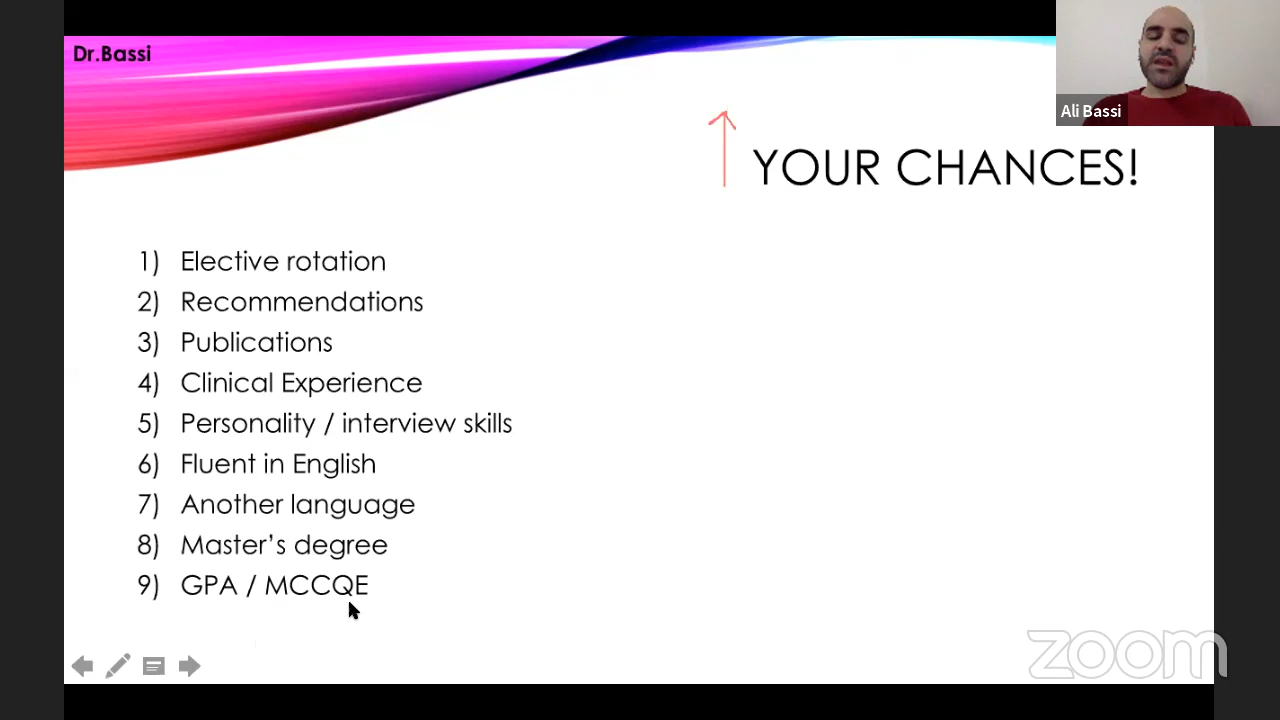 Dr.Bassi
Ali Bassi
YOUR CHANCES!
1) Elective rotation
2) Recommendations
3) Publications
4) Clinical Experience
5) Personality / interview skills
6) Fluent in English
7) Another language
8) Master's degree
9) GPA / MCCQE
zoom